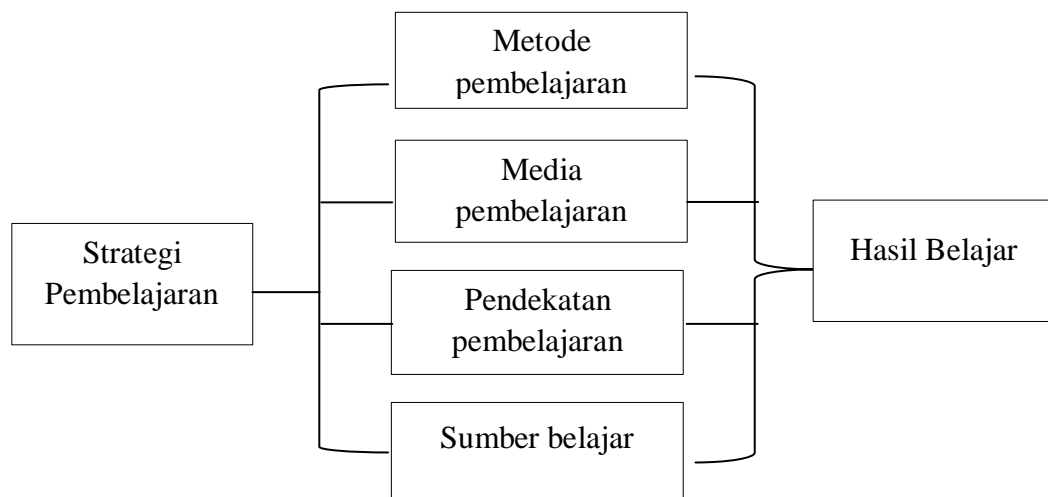 Metode
pembelajaran
Media
pembelajaran
Strategi
Pembelajaran
Hasil Belajar
Pendekatan
pembelajaran
Sumber belajar